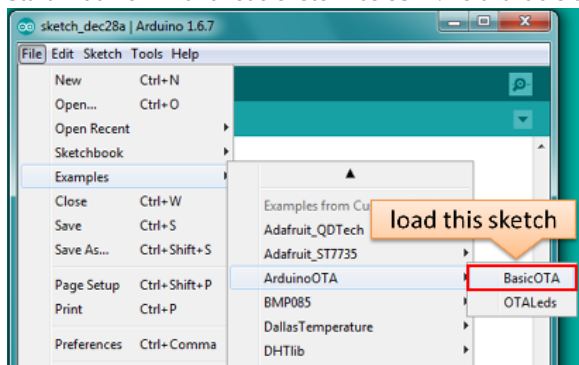 sketch_dec28a | Arduino 1.6.7
File Edit Sketch Tools Help
New Ctrl+N
Open... Ctrl+O
Open Recent
Sketchbook
Examples
Close Ctrl+W
Save Ctrl+S
Save As... Ctrl+Shift+S
Page Setup Ctrl+Shift+P
Print Ctrl+P
Preferences Ctrl+Comma
Examples from
Adafruit_QDTech
Adafruit_ST7735
ArduinoOTA
BMP085
DallasTemperature
DHTlib
load this sketch
BasicOTA
OTALeds